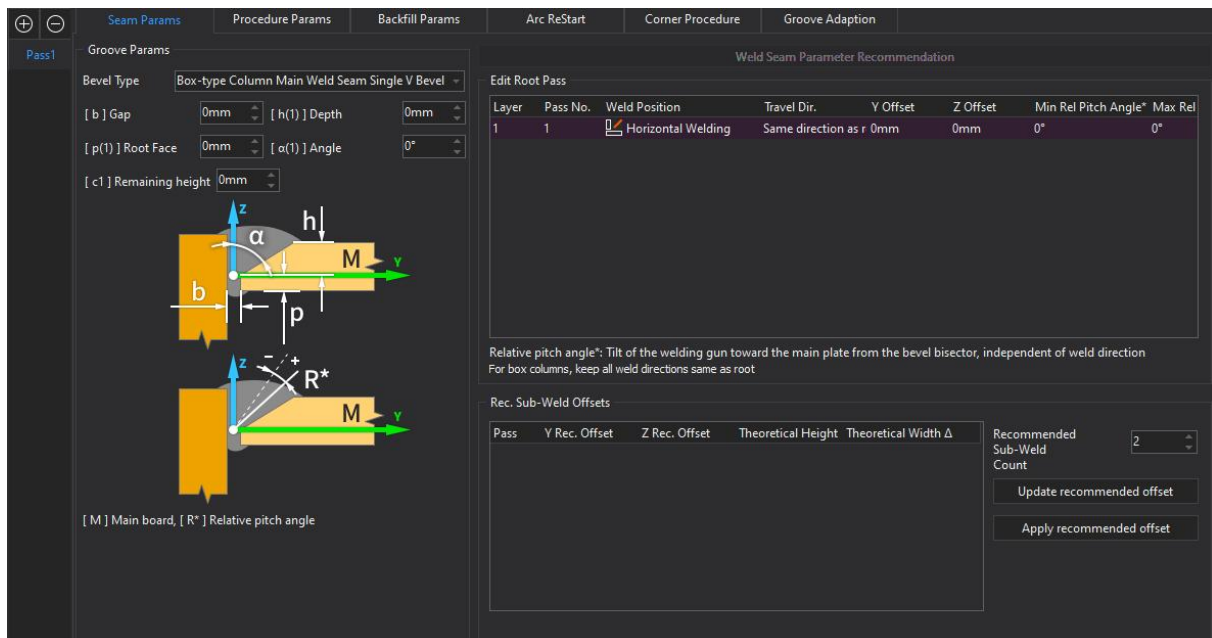 Seam Params
Procedure Params
Backfill Params
Arc ReStart
Corner Procedure
Groove Adaption
Pass1
Groove Params
Bevel Type
Box-type Column Main Weld Seam Single V Bevel
[ b ] Gap
0mm
[ h(1) ] Depth
0mm
[ p(1) ] Root Face
0mm
[ α(1) ] Angle
0°
[ c1 ] Remaining height
0mm
Z
h
α
M
Y
b
p
Z
- +
R*
M
Y
[ M ] Main board, [ R* ] Relative pitch angle
Weld Seam Parameter Recommendation
Edit Root Pass
Layer Pass No. Weld Position Travel Dir. Y Offset Z Offset Min Rel Pitch Angle* Max Rel
1 1 Horizontal Welding Same direction as r 0mm 0mm 0° 0°
Relative pitch angle*: Tilt of the welding gun toward the main plate from the bevel bisector, independent of weld direction
For box columns, keep all weld directions same as root
Rec. Sub-Weld Offsets
Pass Y Rec. Offset Z Rec. Offset Theoretical Height Theoretical Width Δ
Recommended
Sub-Weld
Count
2
Update recommended offset
Apply recommended offset